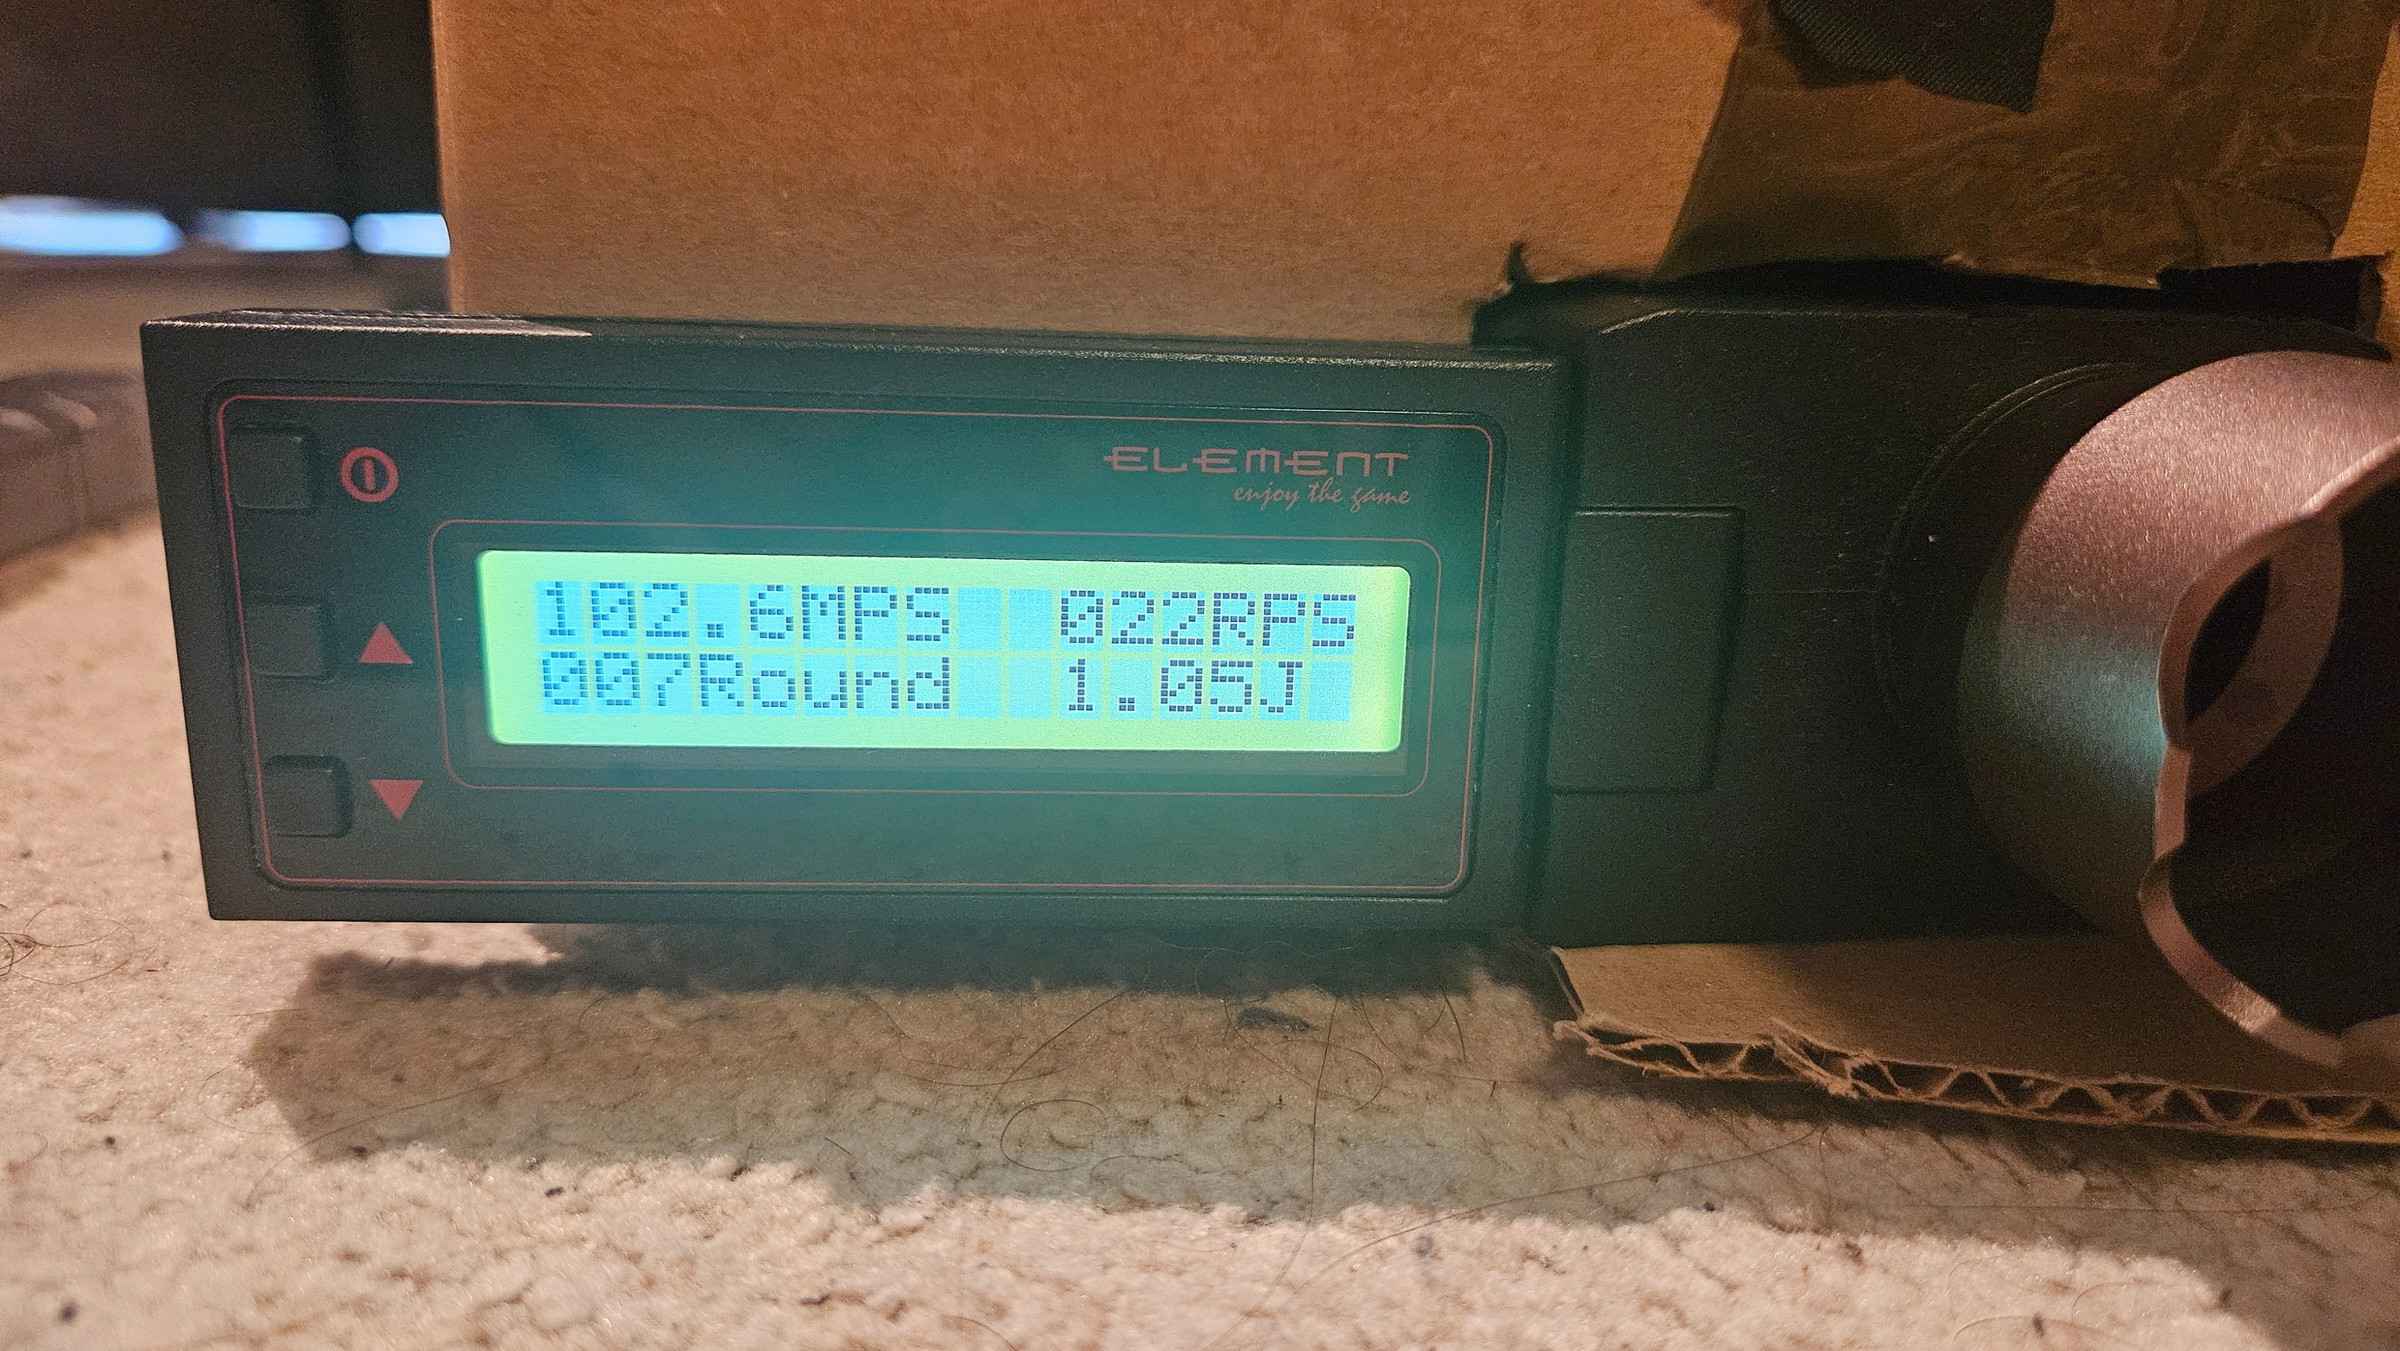 ELEMENT
enjoy the game
102.6MPS 022RPS
007Round 1.05J